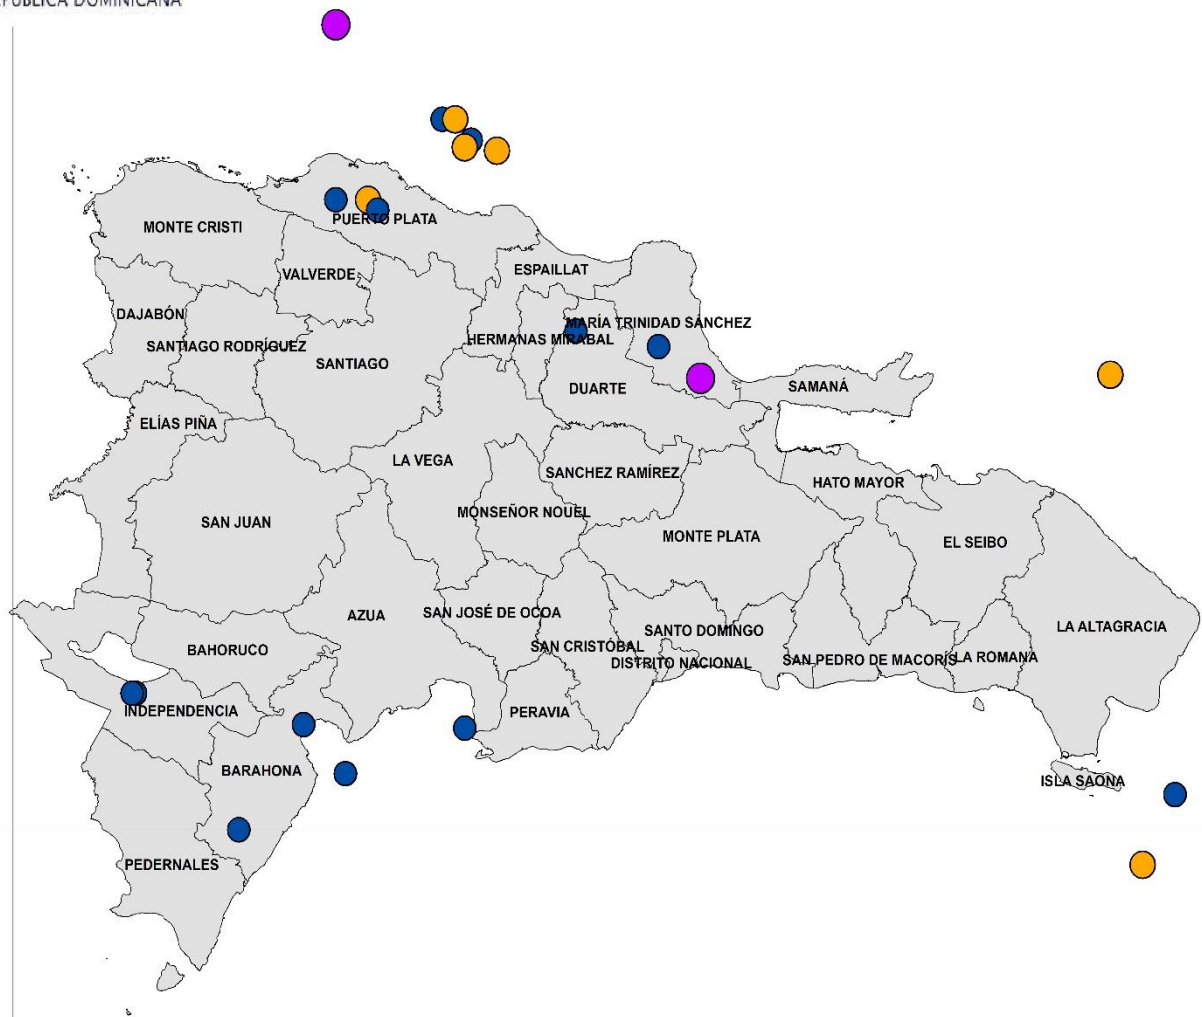 REPÚBLICA DOMINICANA
MONTE CRISTI
PUERTO PLATA
VALVERDE
ESPAILLAT
DAJABÓN
MARÍA TRINIDAD SÁNCHEZ
HERMANAS MIRABAL
SANTIAGO RODRÍGUEZ
SANTIAGO
SAMANÁ
DUARTE
ELÍAS PIÑA
LA VEGA
SANCHEZ RAMÍREZ
HATO MAYOR
MONSEÑOR NOUEL
SAN JUAN
MONTE PLATA
EL SEIBO
SAN JOSÉ DE OCOA
AZUA
LA ALTAGRACIA
SANTO DOMINGO
SAN CRISTÓBAL
BAHORUCO
LA ROMANA
SAN PEDRO DE MACORÍS
DISTRITO NACIONAL
INDEPENDENCIA
PERAVIA
BARAHONA
ISLA SAONA
PEDERNALES